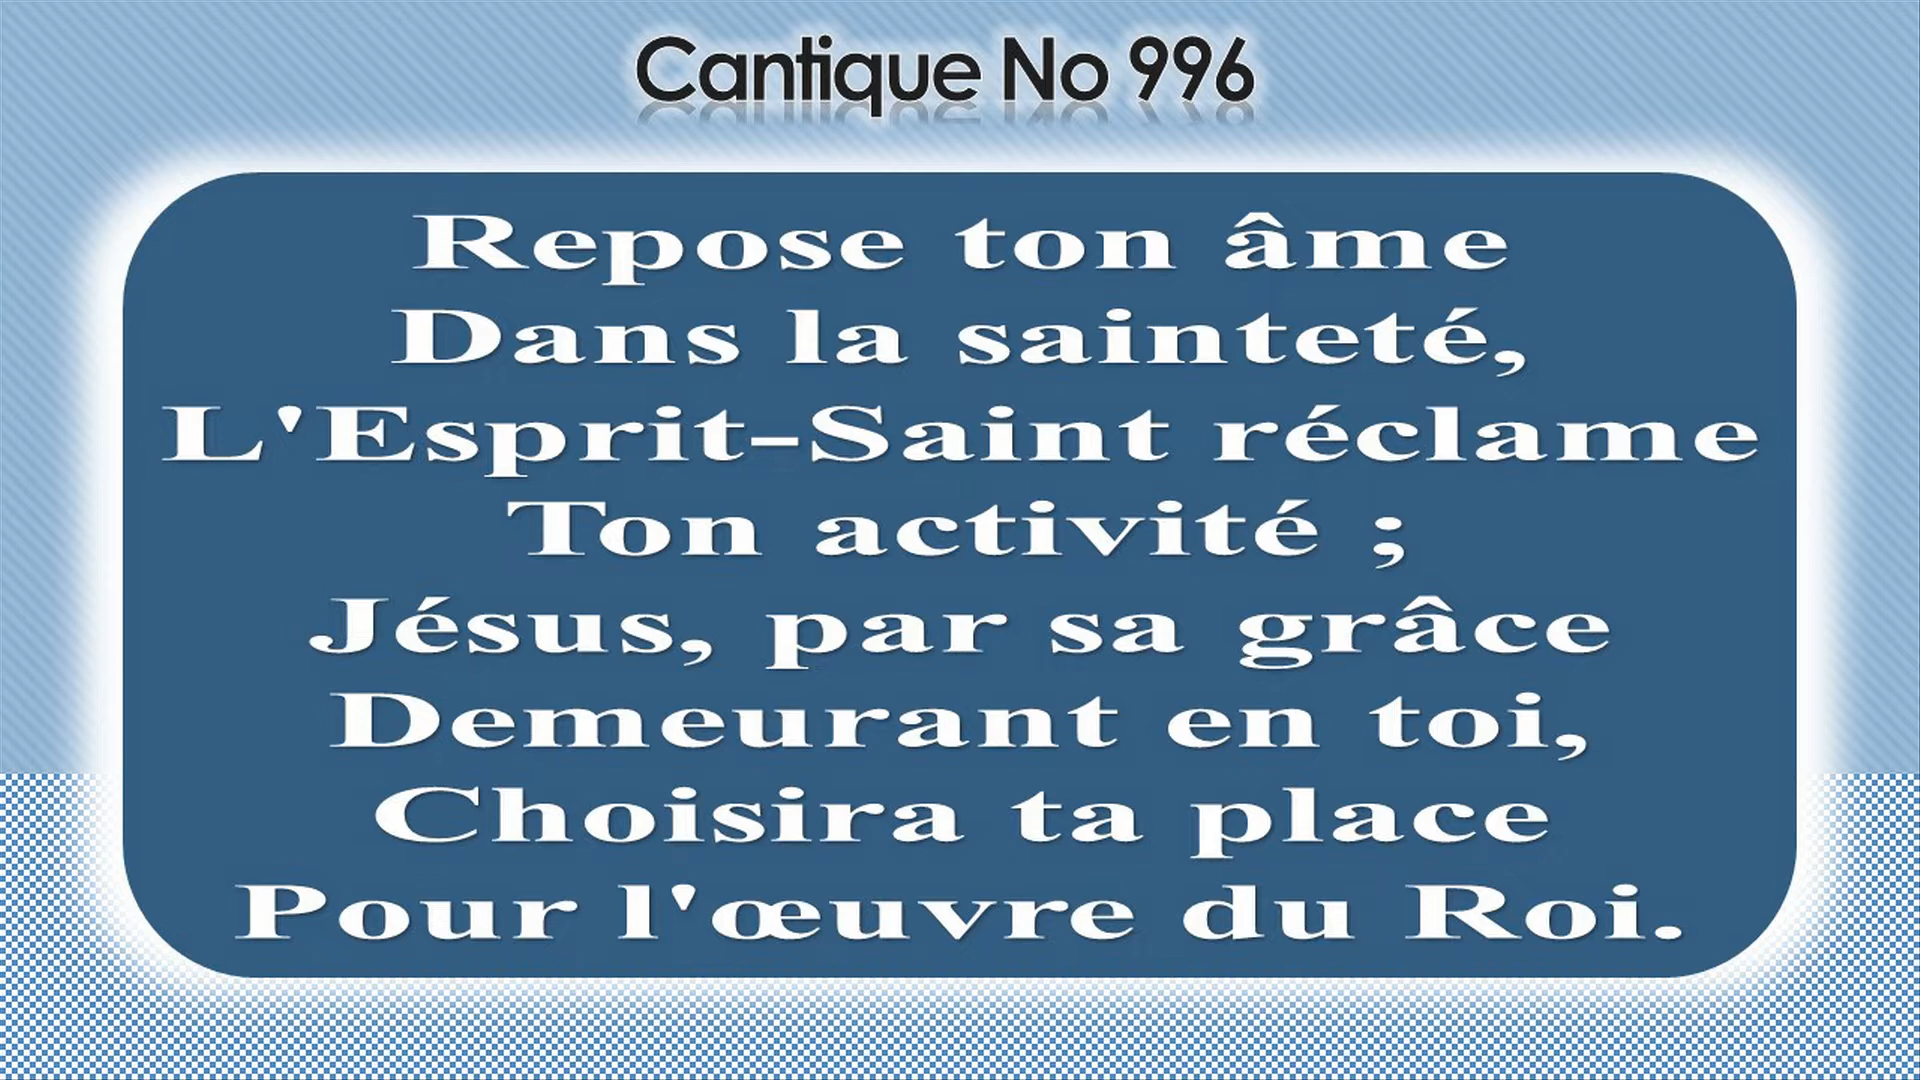 Cantique No 996
Repose ton âme
Dans la sainteté,
L'Esprit-Saint réclame
Ton activité ;
Jésus, par sa grâce
Demeurant en toi,
Choisira ta place
Pour l'œuvre du Roi.